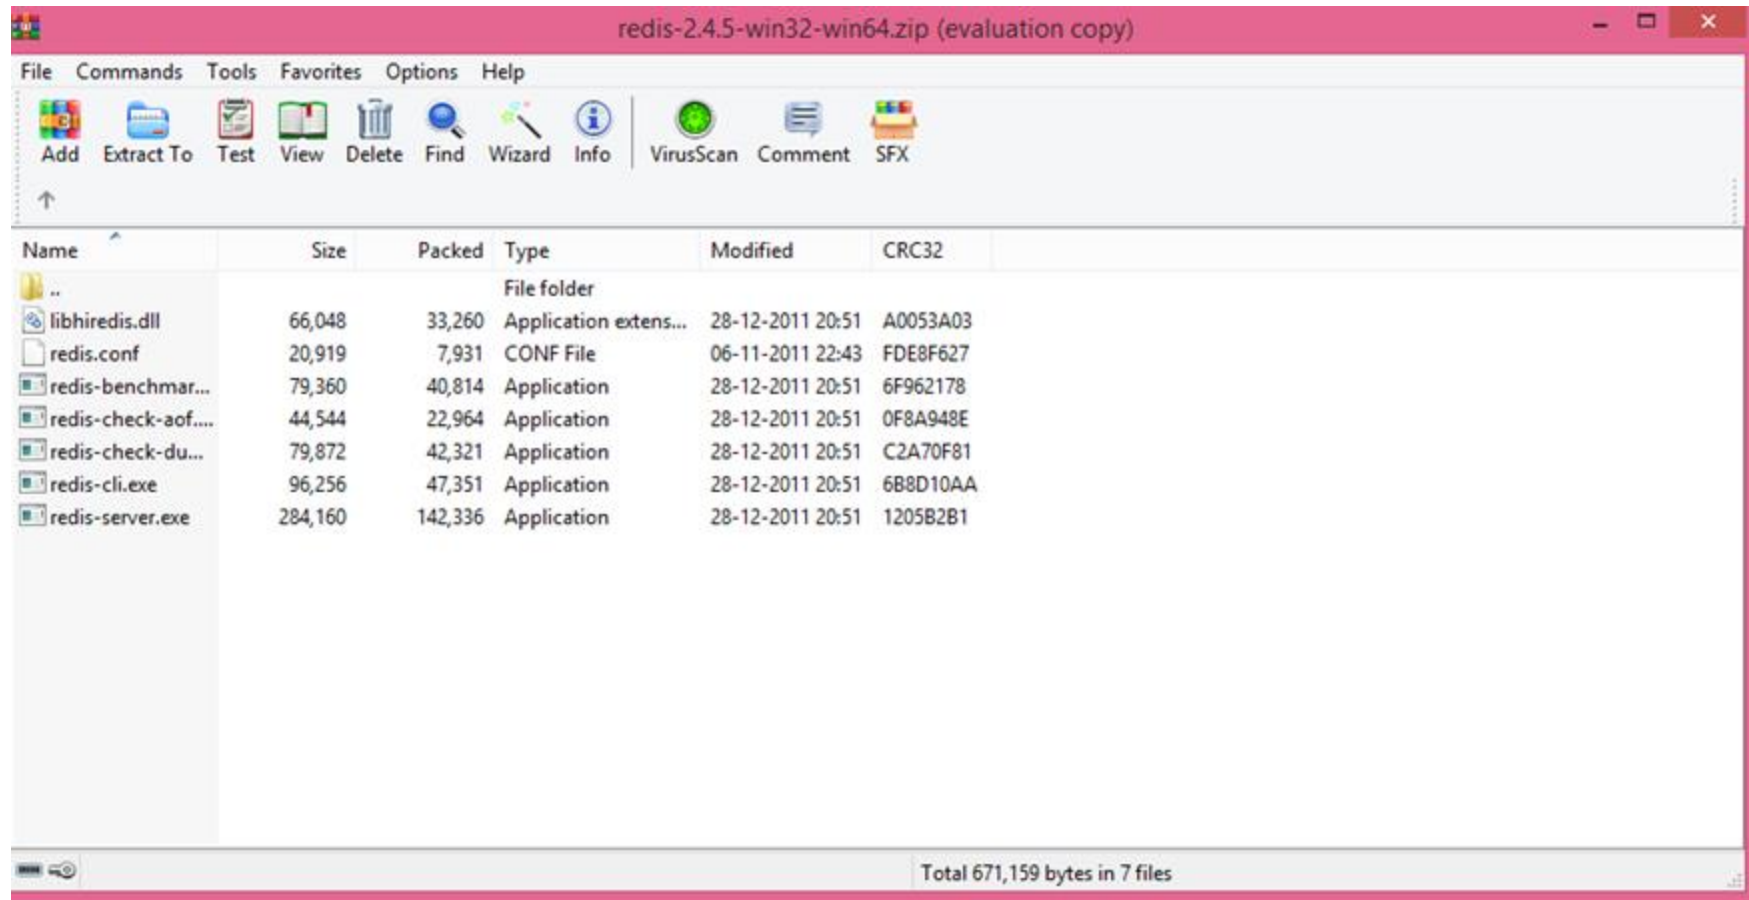 redis-2.4.5-win32-win64.zip (evaluation copy)
File Commands Tools Favorites Options Help
Add Extract To Test View Delete Find Wizard Info VirusScan Comment SFX
Name Size Packed Type Modified CRC32
.. File folder
libhiredis.dll 66,048 33,260 Application extens... 28-12-2011 20:51 A0053A03
redis.conf 20,919 7,931 CONF File 06-11-2011 22:43 FDE8F627
redis-benchmar... 79,360 40,814 Application 28-12-2011 20:51 6F962178
redis-check-aof.... 44,544 22,964 Application 28-12-2011 20:51 0F8A948E
redis-check-du... 79,872 42,321 Application 28-12-2011 20:51 C2A70F81
redis-cli.exe 96,256 47,351 Application 28-12-2011 20:51 6B8D10AA
redis-server.exe 284,160 142,336 Application 28-12-2011 20:51 1205B2B1
Total 671,159 bytes in 7 files